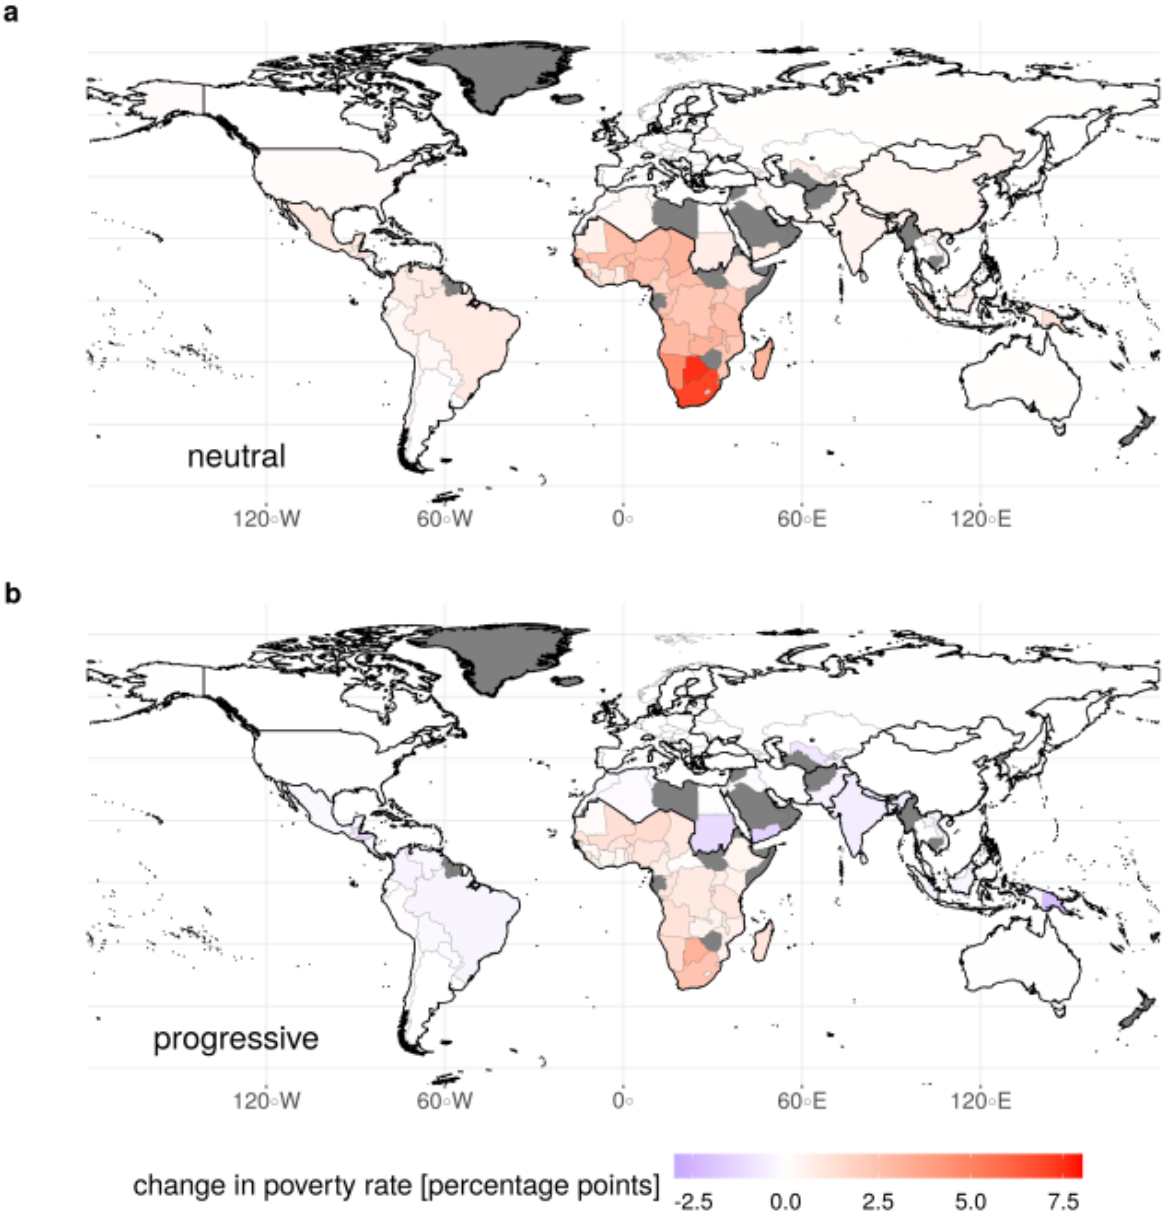 a
neutral
120°W 60°W 0° 60°E 120°E
b
progressive
120°W 60°W 0° 60°E 120°E
change in poverty rate [percentage points]
-2.5 0.0 2.5 5.0 7.5